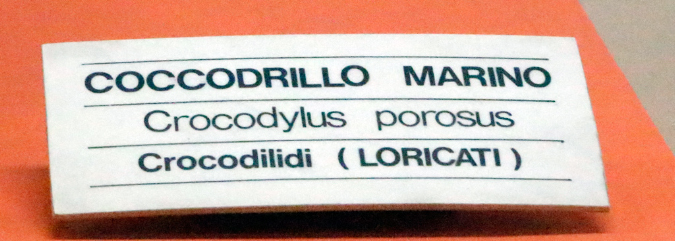 COCCODRILLO MARINO
Crocodylus porosus
Crocodilidi ( LORICATI )